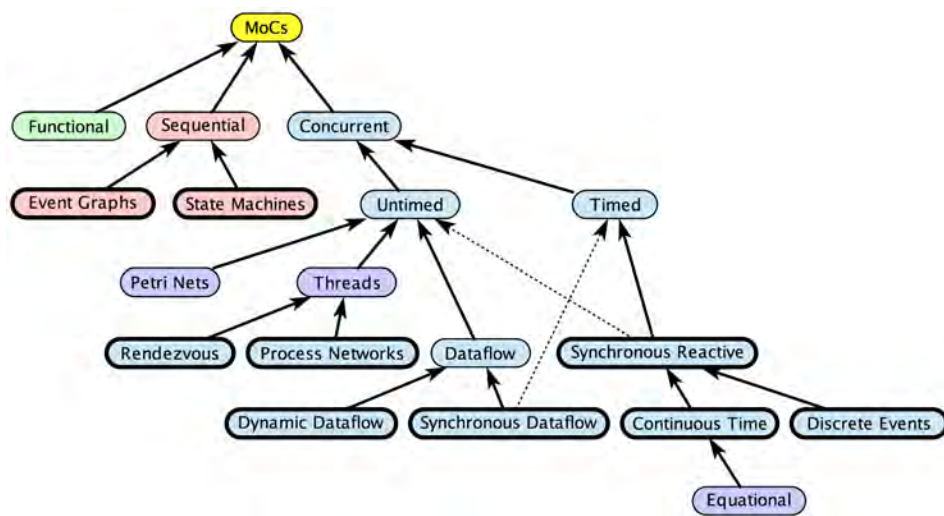 MoCs
Functional
Sequential
Concurrent
Event Graphs
State Machines
Untimed
Timed
Petri Nets
Threads
Rendezvous
Process Networks
Dataflow
Synchronous Reactive
Dynamic Dataflow
Synchronous Dataflow
Continuous Time
Discrete Events
Equational